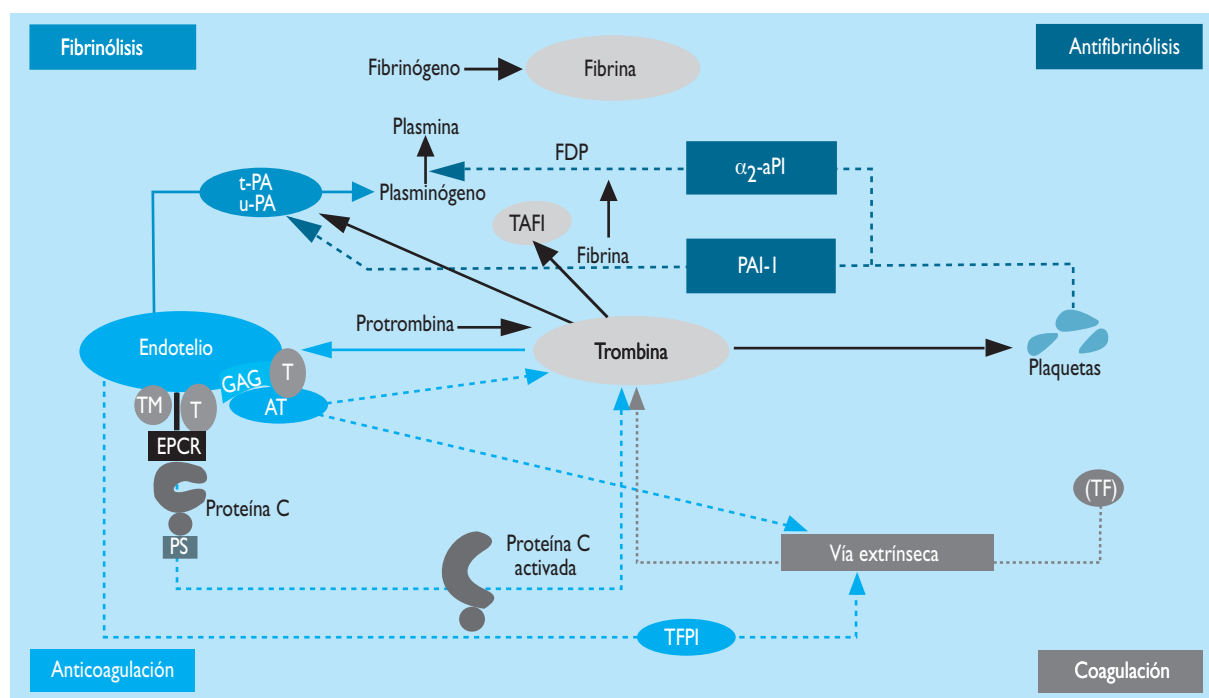 Fibrinólisis
Antifibrinólisis
Fibrinógeno
Fibrina
Plasmina
FDP
α2-aPI
t-PA
u-PA
Plasminógeno
TAFI
Fibrina
PAI-1
Protrombina
Endotelio
Trombina
Plaquetas
GAG
T
TM
T
AT
EPCR
(TF)
Proteína C
PS
Proteína C
activada
Vía extrínseca
TFPI
Anticoagulación
Coagulación